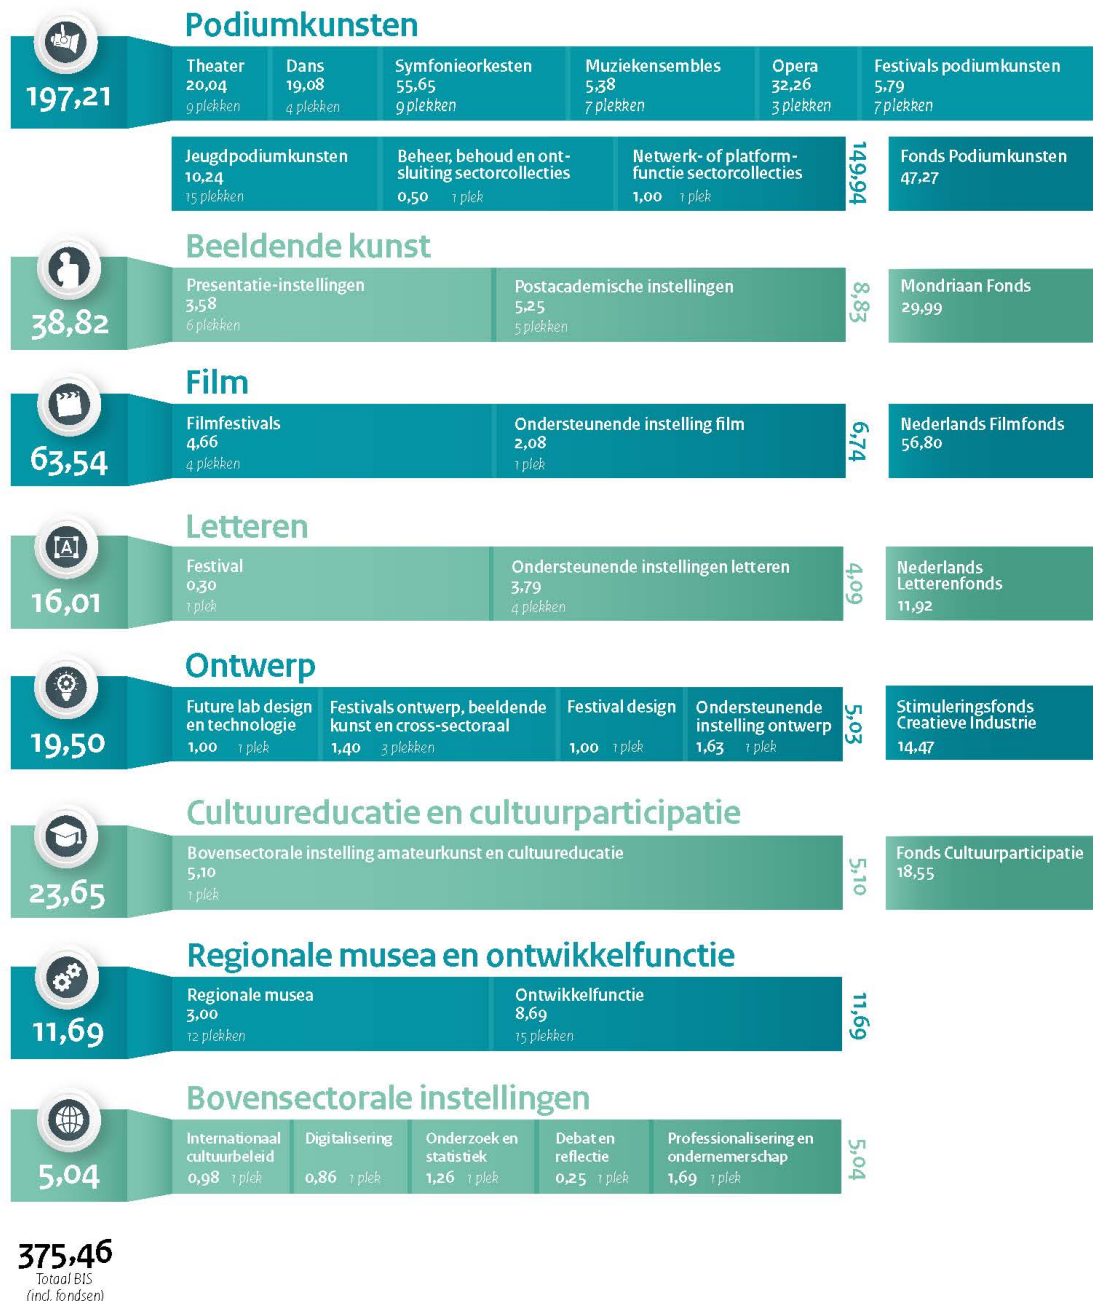 Podiumkunsten
197,21
Theater
20,04
9 plekken
Dans
19,08
4 plekken
Symfonieorkesten
55,65
9 plekken
Muziekensembles
5,38
7 plekken
Opera
32,26
3 plekken
Festivals podiumkunsten
5,79
7 plekken
Jeugdpodiumkunsten
10,24
15 plekken
Beheer, behoud en ont-
sluiting sectorcollecties
0,50 1 plek
Netwerk- of platform-
functie sectorcollecties
1,00 1 plek
149,94
Fonds Podiumkunsten
47,27
Beeldende kunst
38,82
Presentatie-instellingen
3,58
6 plekken
Postacademische instellingen
5,25
5 plekken
8,83
Mondriaan Fonds
29,99
Film
63,54
Filmfestivals
4,66
4 plekken
Ondersteunende instelling film
2,08
1 plek
6,74
Nederlands Filmfonds
56,80
Letteren
A
16,01
Festival
0,30
1 plek
Ondersteunende instellingen letteren
3,79
4 plekken
4,09
Nederlands
Letterenfonds
11,92
Ontwerp
19,50
Future lab design
en technologie
1,00 1 plek
Festivals ontwerp, beeldende
kunst en cross-sectoraal
1,40 3 plekken
Festival design
1,00 1 plek
Ondersteunende
instelling ontwerp
1,63 1 plek
5,03
Stimuleringsfonds
Creatieve Industrie
14,47
Cultuureducatie en cultuurparticipatie
23,65
Bovensectorale instelling amateurkunst en cultuureducatie
5,10
1 plek
5,10
Fonds Cultuurparticipatie
18,55
Regionale musea en ontwikkelfunctie
11,69
Regionale musea
3,00
12 plekken
Ontwikkelfunctie
8,69
15 plekken
11,69
Bovensectorale instellingen
5,04
Internationaal
cultuurbeleid
0,98 1 plek
Digitalisering
0,86 1 plek
Onderzoek en
statistiek
1,26 1 plek
Debat en
reflectie
0,25 1 plek
Professionalisering en
ondernemerschap
1,69 1 plek
5,04
375,46
Totaal BIS
(incl. fondsen)